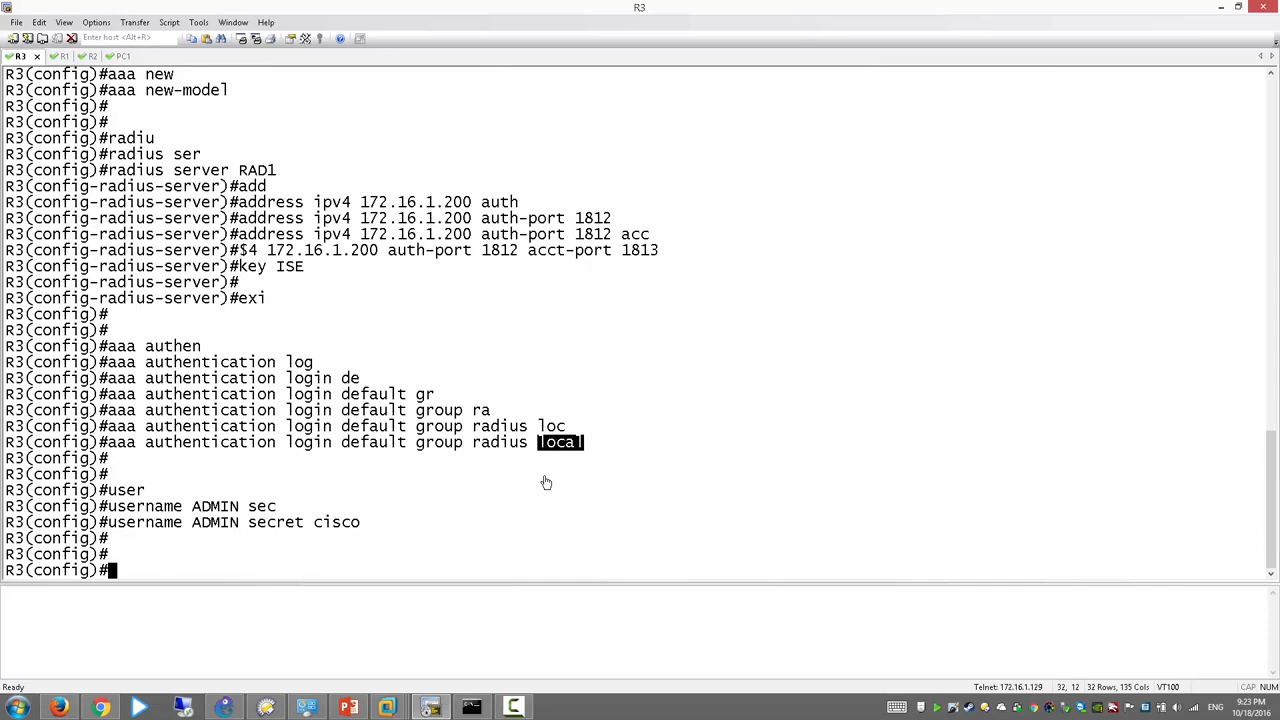 R3
File Edit View Options Transfer Script Tools Window Help
Enter host <Alt+R>
R3 R1 R2 PC1
R3(config)#aaa new
R3(config)#aaa new-model
R3(config)#
R3(config)#
R3(config)#radiu
R3(config)#radius ser
R3(config)#radius server RAD1
R3(config-radius-server)#add
R3(config-radius-server)#address ipv4 172.16.1.200 auth
R3(config-radius-server)#address ipv4 172.16.1.200 auth-port 1812
R3(config-radius-server)#address ipv4 172.16.1.200 auth-port 1812 acc
R3(config-radius-server)#$4 172.16.1.200 auth-port 1812 acct-port 1813
R3(config-radius-server)#key ISE
R3(config-radius-server)#
R3(config-radius-server)#exi
R3(config)#
R3(config)#
R3(config)#aaa authen
R3(config)#aaa authentication log
R3(config)#aaa authentication login de
R3(config)#aaa authentication login default gr
R3(config)#aaa authentication login default group ra
R3(config)#aaa authentication login default group radius loc
R3(config)#aaa authentication login default group radius local
R3(config)#
R3(config)#
R3(config)#user
R3(config)#username ADMIN sec
R3(config)#username ADMIN secret cisco
R3(config)#
R3(config)#
R3(config)#
Ready Telnet: 172.16.1.129 32, 12 32 Rows, 135 Cols VT100 CAP NUM
ENG 9:23 PM
10/18/2016